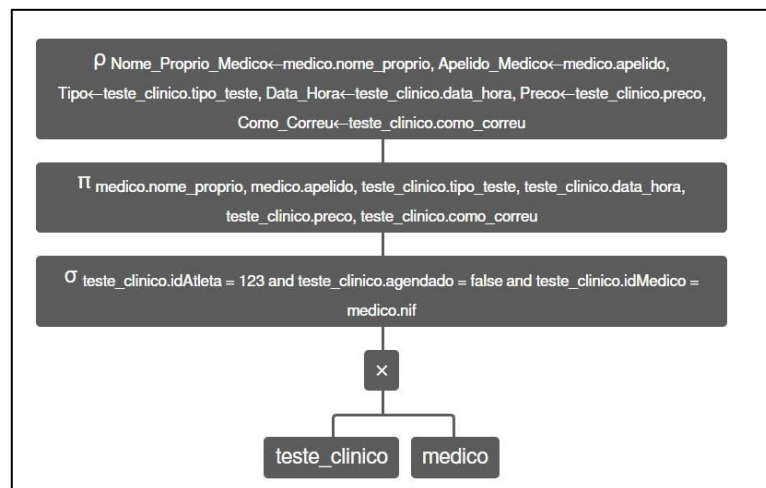 ρ Nome_Proprio_Medico←medico.nome_proprio, Apelido_Medico←medico.apelido,
Tipo←teste_clinico.tipo_teste, Data_Hora←teste_clinico.data_hora, Preco←teste_clinico.preco,
Como_Correu←teste_clinico.como_correu
π medico.nome_proprio, medico.apelido, teste_clinico.tipo_teste, teste_clinico.data_hora,
teste_clinico.preco, teste_clinico.como_correu
σ teste_clinico.idAtleta = 123 and teste_clinico.agendado = false and teste_clinico.idMedico =
medico.nif
×
teste_clinico medico